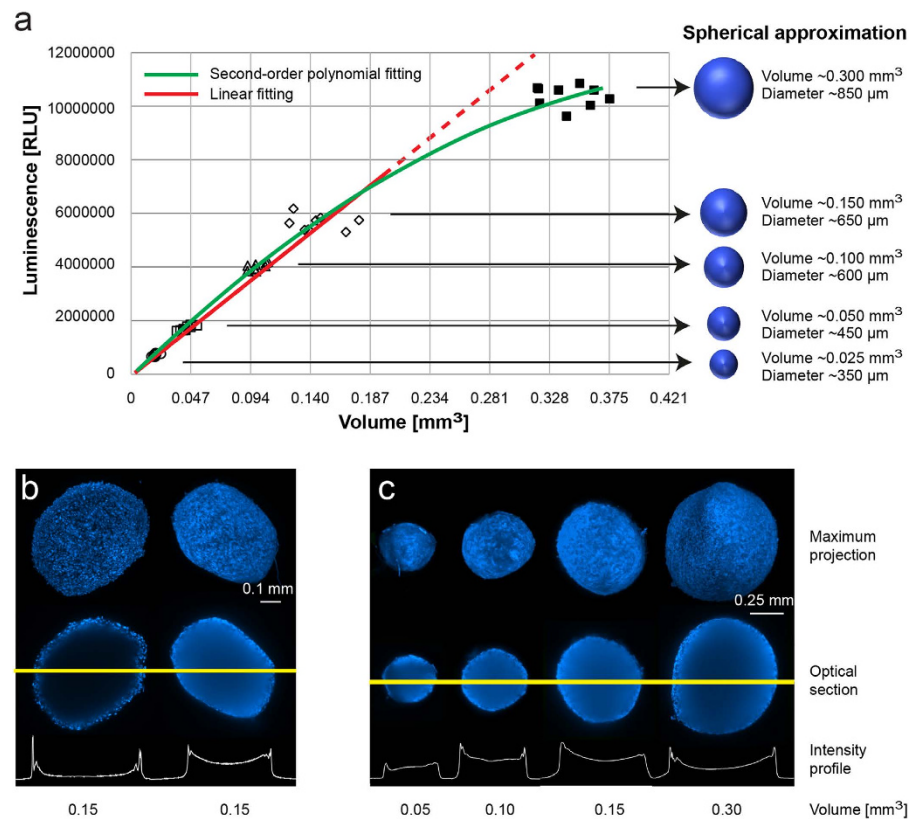 a
Spherical approximation
12000000
10000000
8000000
6000000
4000000
2000000
0
Luminescence [RLU]
Second-order polynomial fitting
Linear fitting
0 0.047 0.094 0.140 0.187 0.234 0.281 0.328 0.375 0.421
Volume [mm³]
Volume ~0.300 mm³
Diameter ~850 µm
Volume ~0.150 mm³
Diameter ~650 µm
Volume ~0.100 mm³
Diameter ~600 µm
Volume ~0.050 mm³
Diameter ~450 µm
Volume ~0.025 mm³
Diameter ~350 µm
b
0.1 mm
0.15 0.15
c
0.25 mm
Maximum
projection
Optical
section
Intensity
profile
0.05 0.10 0.15 0.30 Volume [mm³]